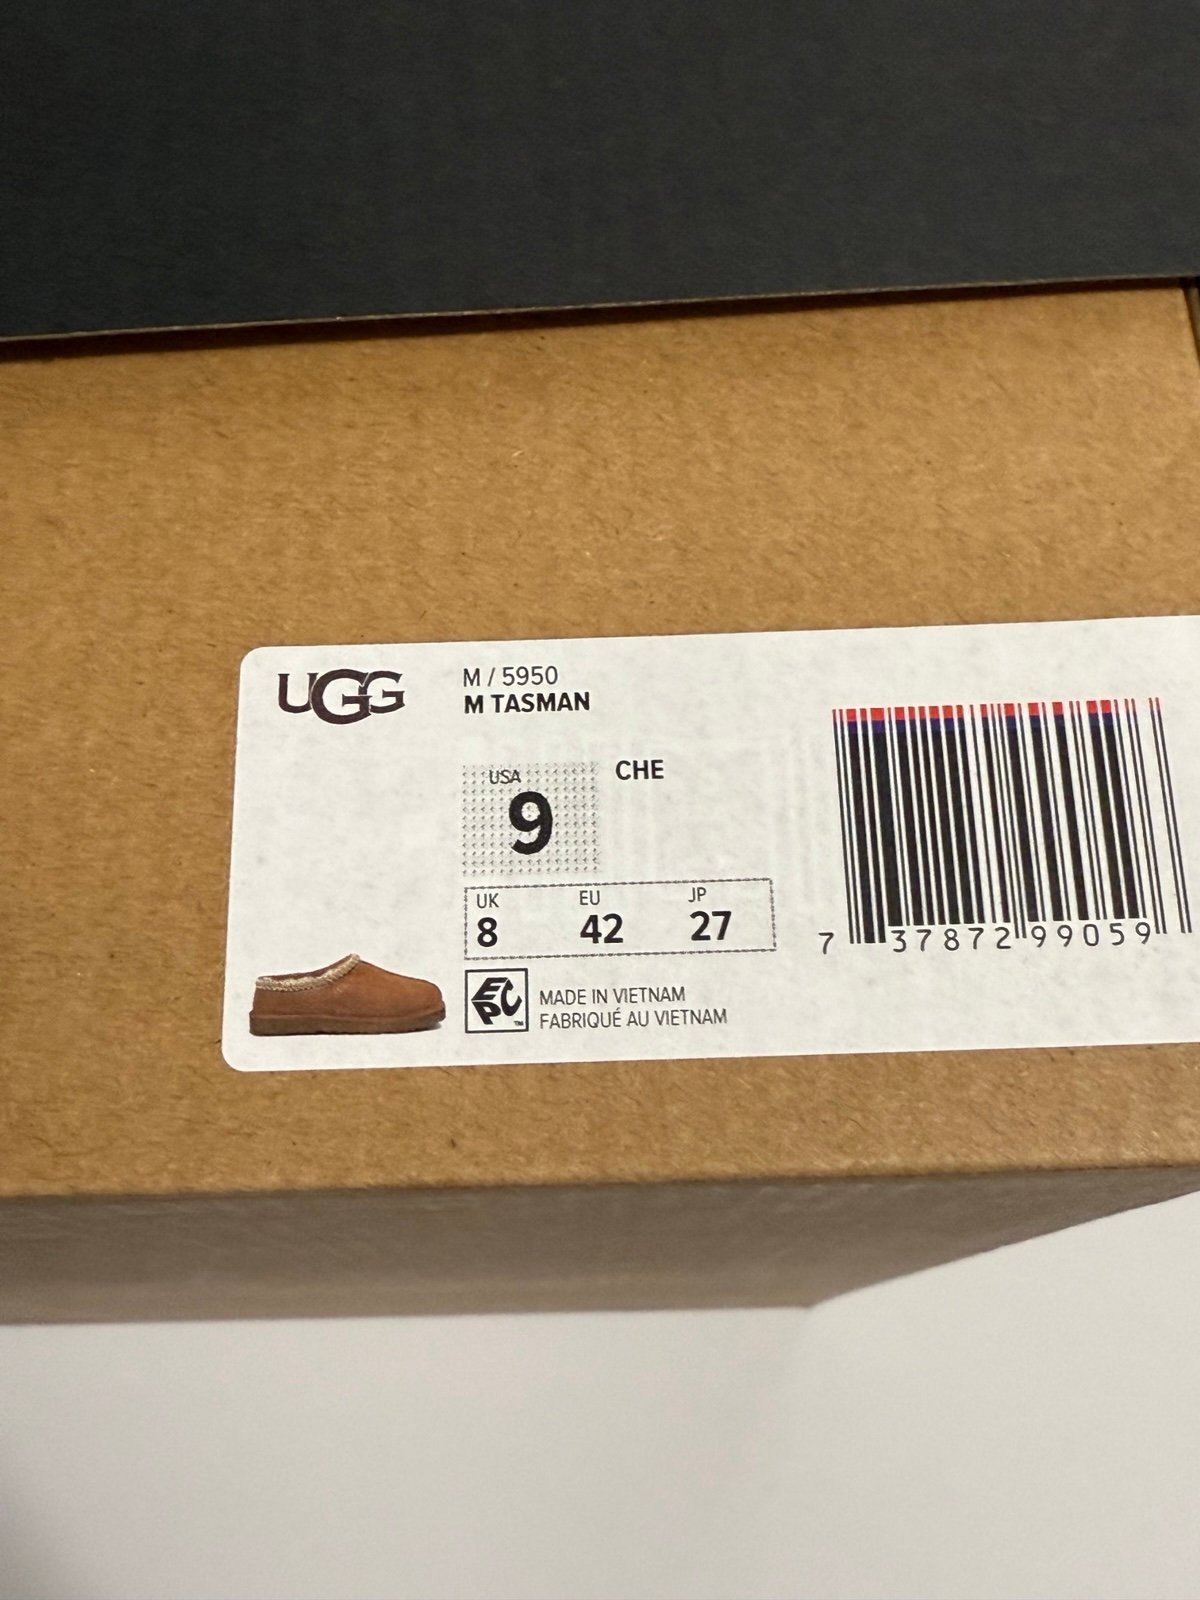 UGG
M / 5950
M TASMAN
USA
9
CHE
UK EU JP
8 42 27
7 37872 99059
EPC™
MADE IN VIETNAM
FABRIQUÉ AU VIETNAM